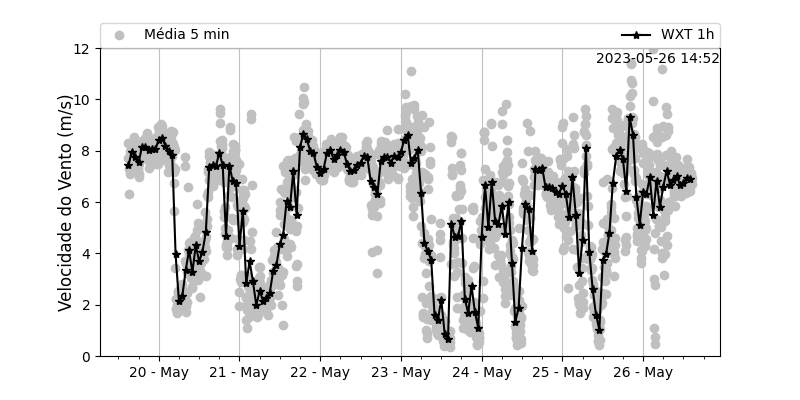 Média 5 min
WXT 1h
2023-05-26 14:52
Velocidade do Vento (m/s)
12
10
8
6
4
2
0
20 - May
21 - May
22 - May
23 - May
24 - May
25 - May
26 - May